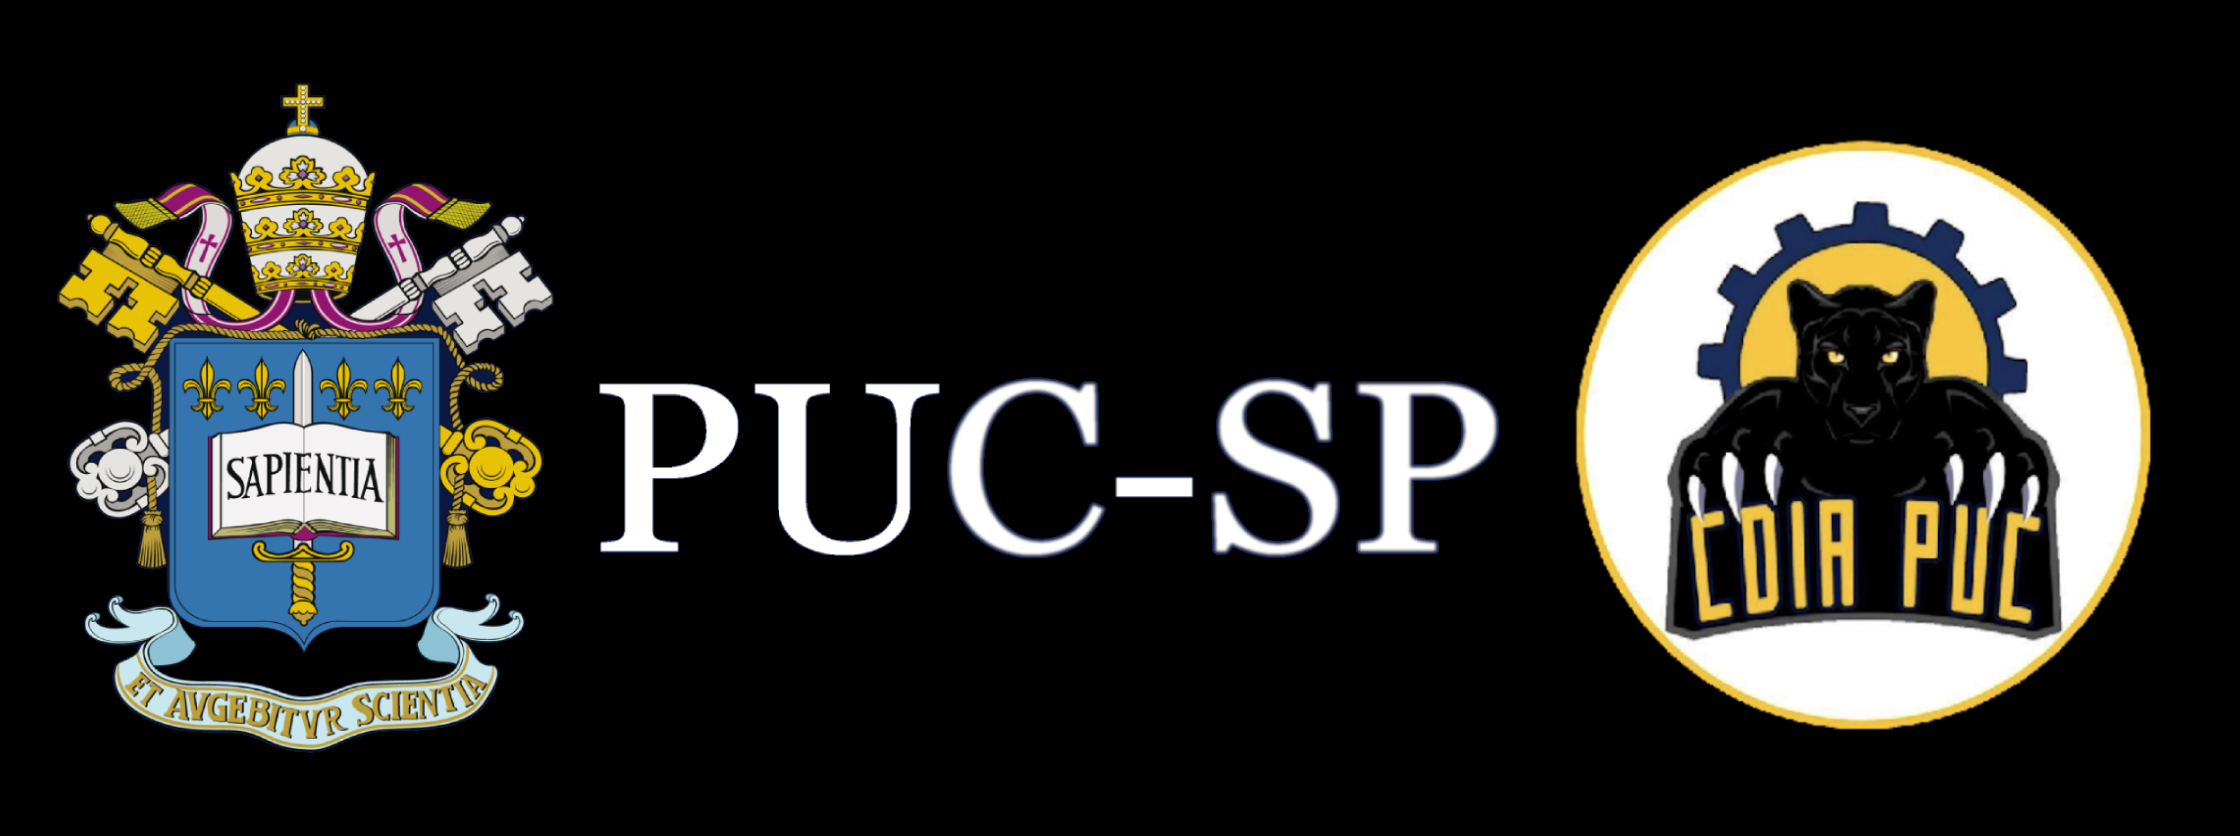 SAPIENTIA
ET AVGEBITVR SCIENTIA
PUC-SP
CDIA PUC